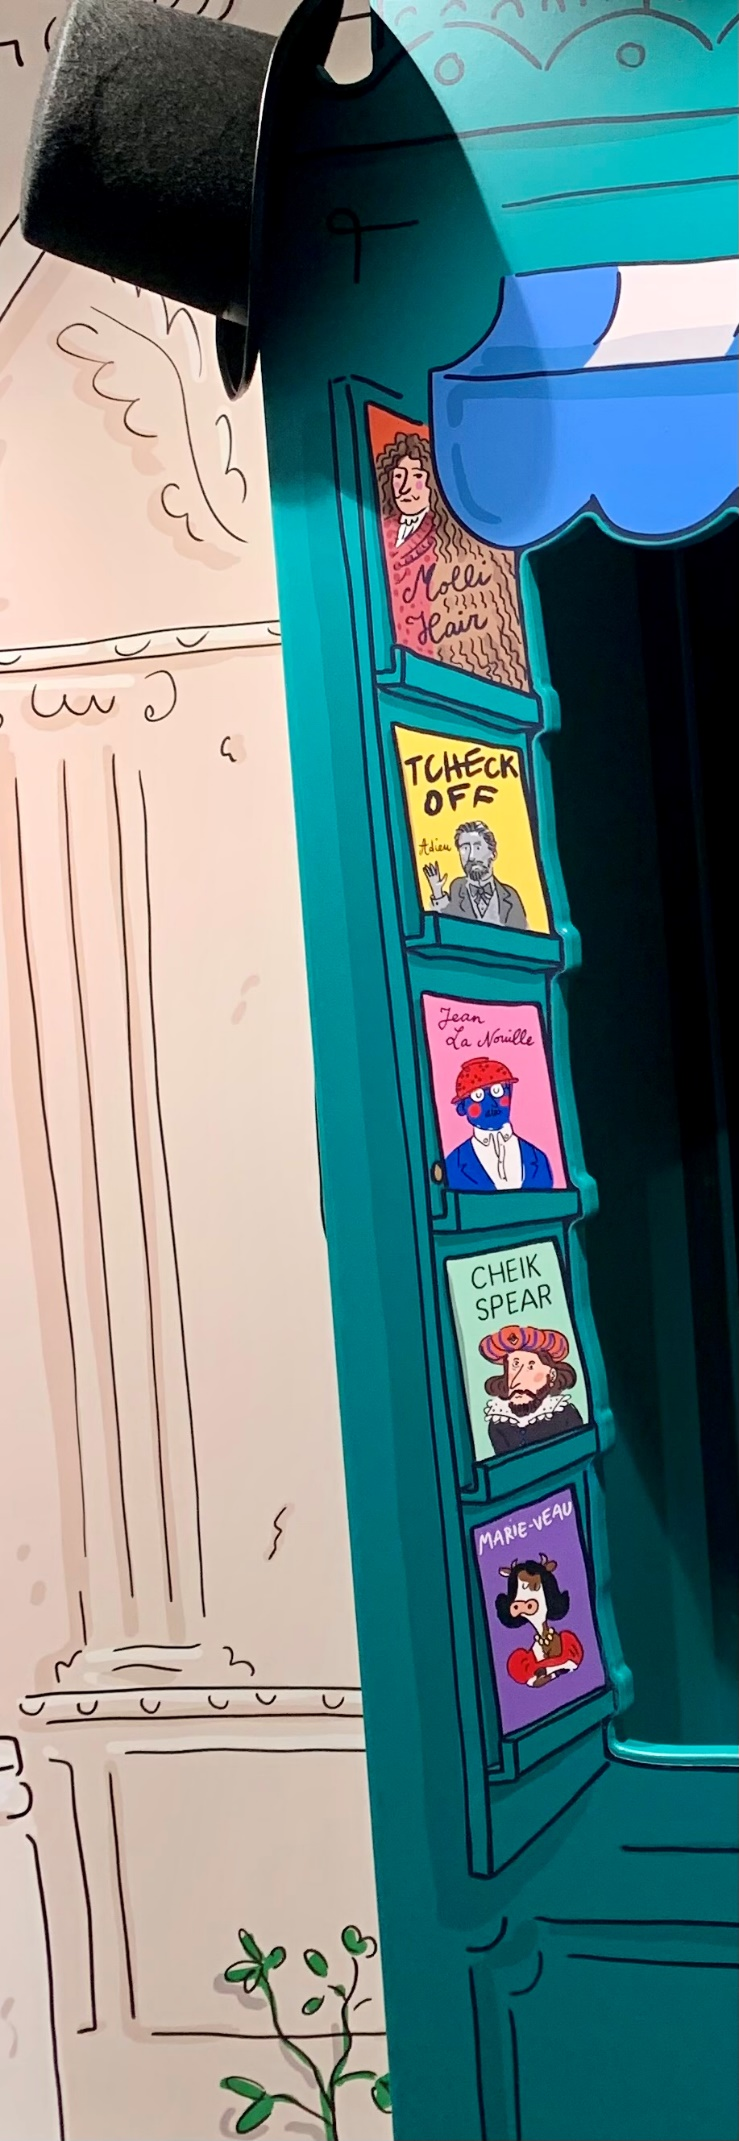 Molli
Hair
TCHECK
OFF
Adieu
Jean
La Nouille
CHEIK
SPEAR
MARIE-VEAU